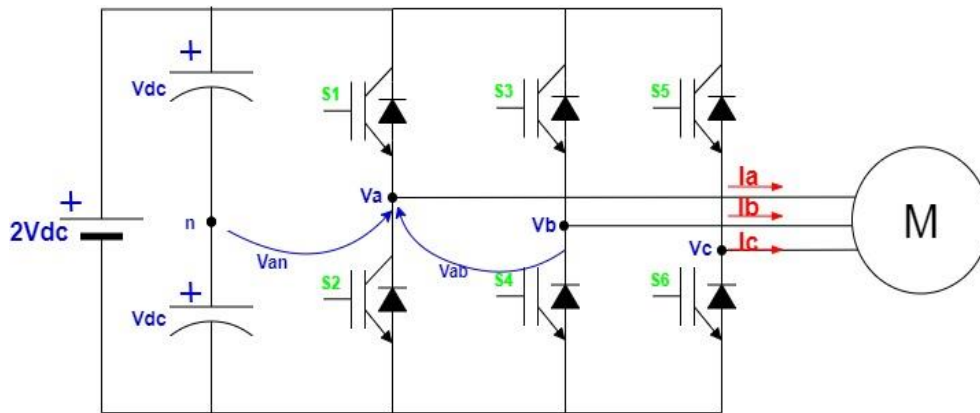 +
Vdc
S1
S3
S5
+
2Vdc
n
Va
Ia
Ib
Vb
Vc
Ic
M
Van
Vab
+
Vdc
S2
S4
S6